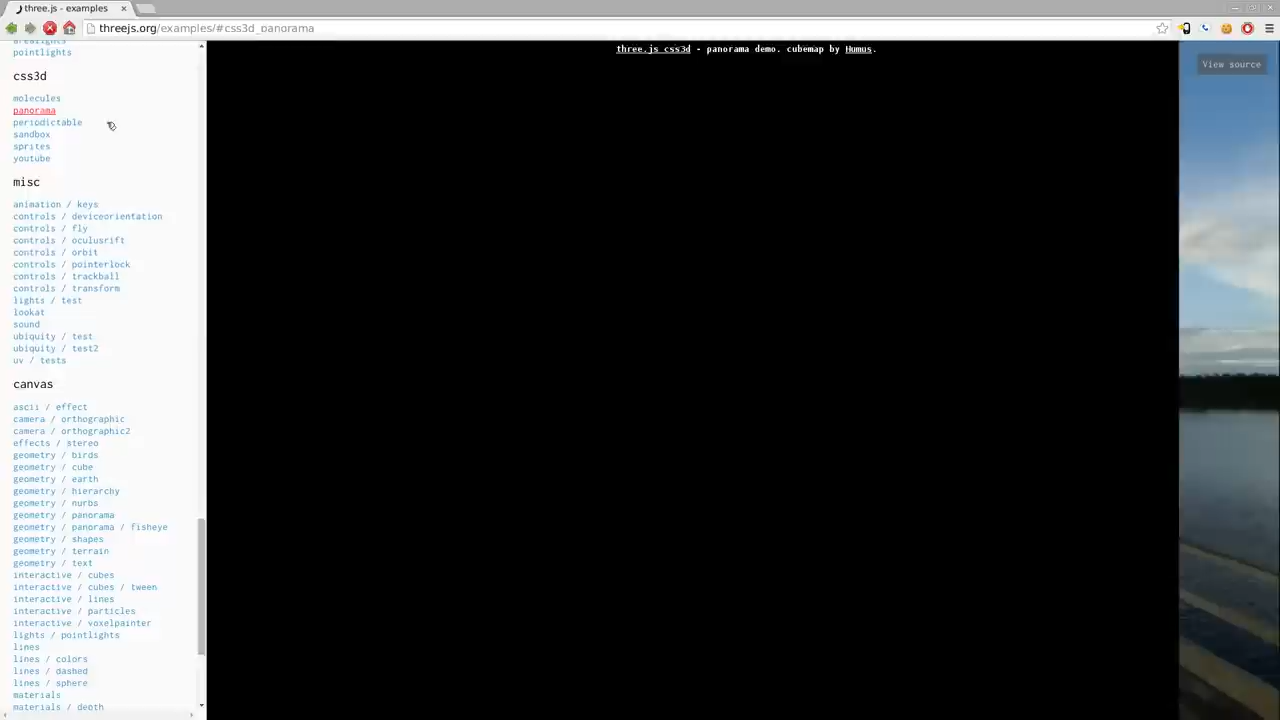 three.js - examples
threejs.org/examples/#css3d_panorama
pointlights
css3d
molecules
panorama
periodictable
sandbox
sprites
youtube
misc
animation / keys
controls / deviceorientation
controls / fly
controls / oculusrift
controls / orbit
controls / pointerlock
controls / trackball
controls / transform
lights / test
lookat
sound
ubiquity / test
ubiquity / test2
uv / tests
canvas
ascii / effect
camera / orthographic
camera / orthographic2
effects / stereo
geometry / birds
geometry / cube
geometry / earth
geometry / hierarchy
geometry / nurbs
geometry / panorama
geometry / panorama / fisheye
geometry / shapes
geometry / terrain
geometry / text
interactive / cubes
interactive / cubes / tween
interactive / lines
interactive / particles
interactive / voxelpainter
lights / pointlights
lines
lines / colors
lines / dashed
lines / sphere
materials
materials / depth
three.js css3d - panorama demo. cubemap by Humus.
View source